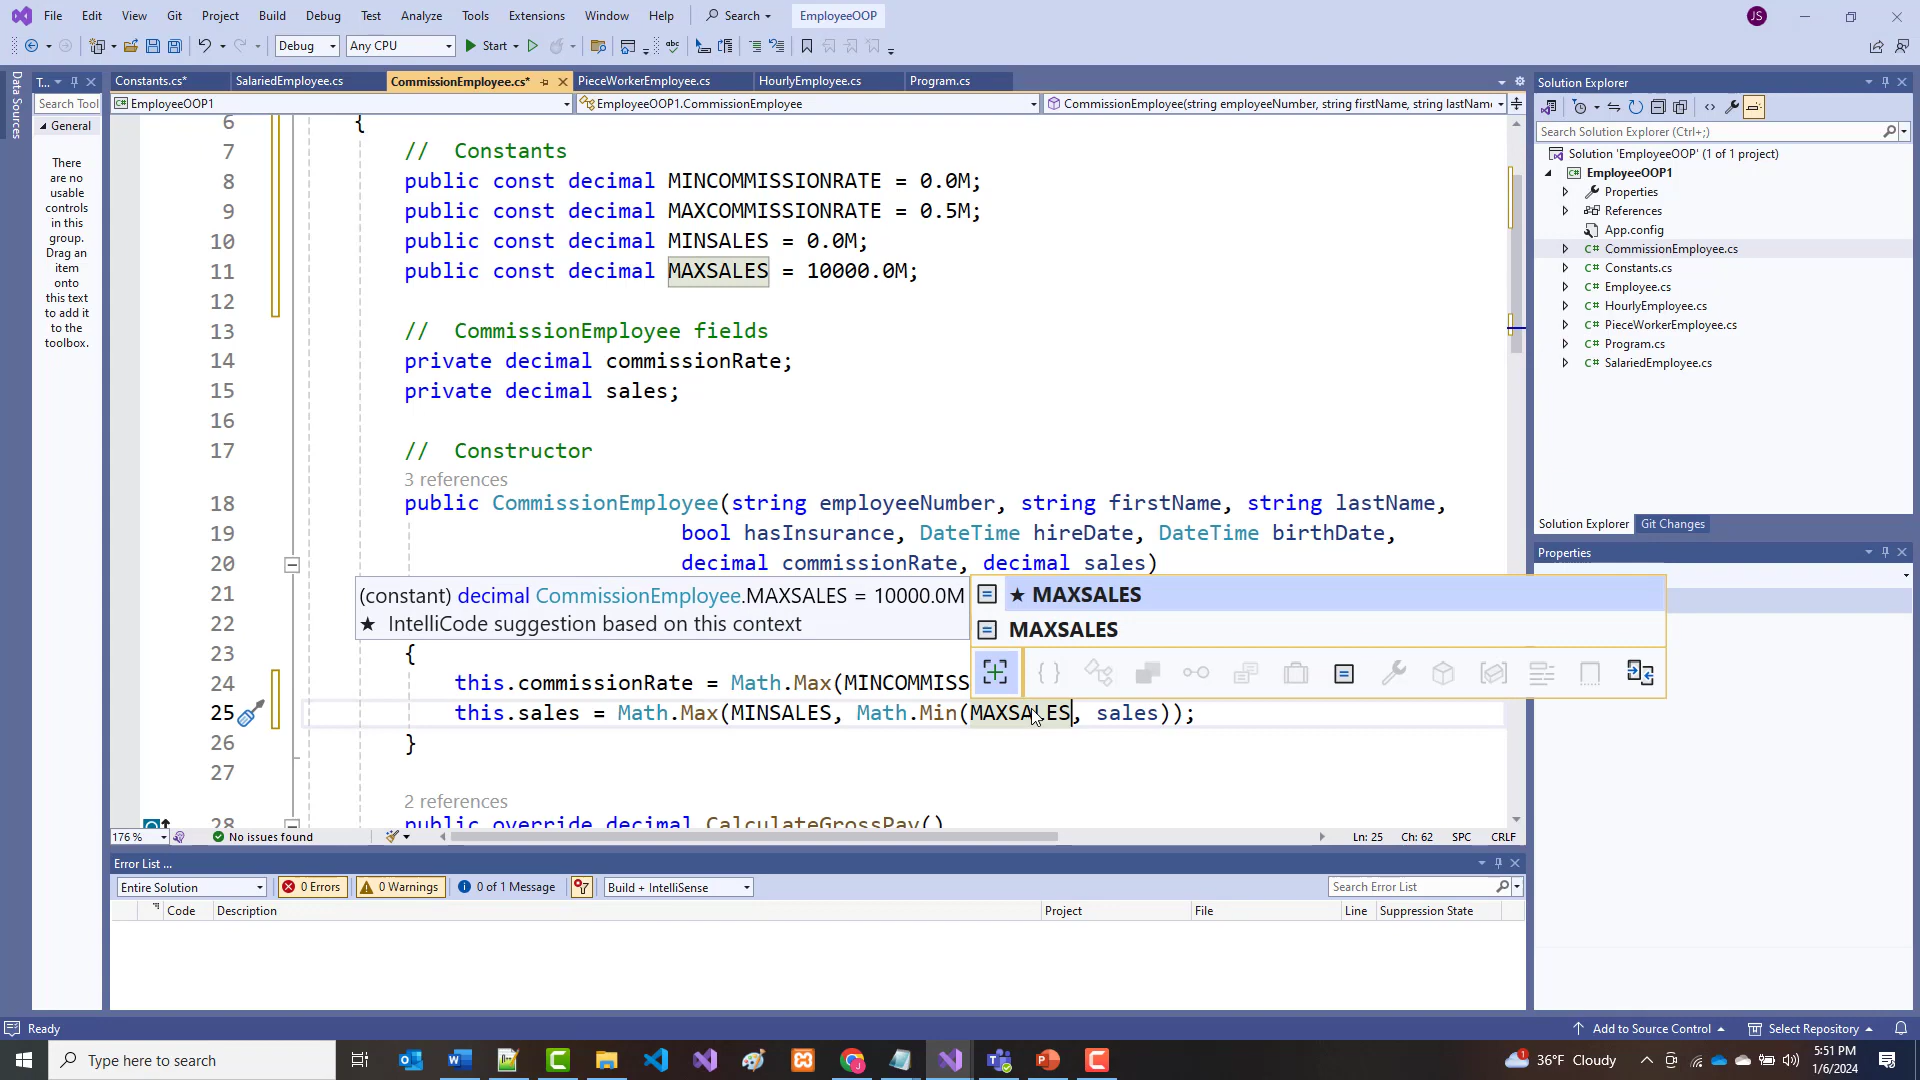 File Edit View Git Project Build Debug Test Analyze Tools Extensions Window Help Search EmployeeOOP JS
Debug Any CPU Start
Data Sources
T...
Search Tool
General
There
are no
usable
controls
in this
group.
Drag an
item
onto
this text
to add it
to the
toolbox.
Constants.cs* SalariedEmployee.cs CommissionEmployee.cs* PieceWorkerEmployee.cs HourlyEmployee.cs Program.cs
EmployeeOOP1 EmployeeOOP1.CommissionEmployee CommissionEmployee(string employeeNumber, string firstName, string lastName
6 {
7 // Constants
8 public const decimal MINCOMMISSIONRATE = 0.0M;
9 public const decimal MAXCOMMISSIONRATE = 0.5M;
10 public const decimal MINSALES = 0.0M;
11 public const decimal MAXSALES = 10000.0M;
12
13 // CommissionEmployee fields
14 private decimal commissionRate;
15 private decimal sales;
16
17 // Constructor
3 references
18 public CommissionEmployee(string employeeNumber, string firstName, string lastName,
19 bool hasInsurance, DateTime hireDate, DateTime birthDate,
20 decimal commissionRate, decimal sales)
21
(constant) decimal CommissionEmployee.MAXSALES = 10000.0M
★ IntelliCode suggestion based on this context
★ MAXSALES
MAXSALES
22
23 {
24 this.commissionRate = Math.Max(MINCOMMISS
25 this.sales = Math.Max(MINSALES, Math.Min(MAXSALES, sales));
26 }
27
2 references
28 public override decimal CalculateGrossPay()
176 % No issues found Ln: 25 Ch: 62 SPC CRLF
Error List ...
Entire Solution 0 Errors 0 Warnings 0 of 1 Message Build + IntelliSense Search Error List
Code Description Project File Line Suppression State
Solution Explorer
Search Solution Explorer (Ctrl+;)
Solution 'EmployeeOOP' (1 of 1 project)
EmployeeOOP1
Properties
References
App.config
C# CommissionEmployee.cs
C# Constants.cs
C# Employee.cs
C# HourlyEmployee.cs
C# PieceWorkerEmployee.cs
C# Program.cs
C# SalariedEmployee.cs
Solution Explorer Git Changes
Properties
Ready Add to Source Control Select Repository
Type here to search 36°F Cloudy 5:51 PM
1/6/2024